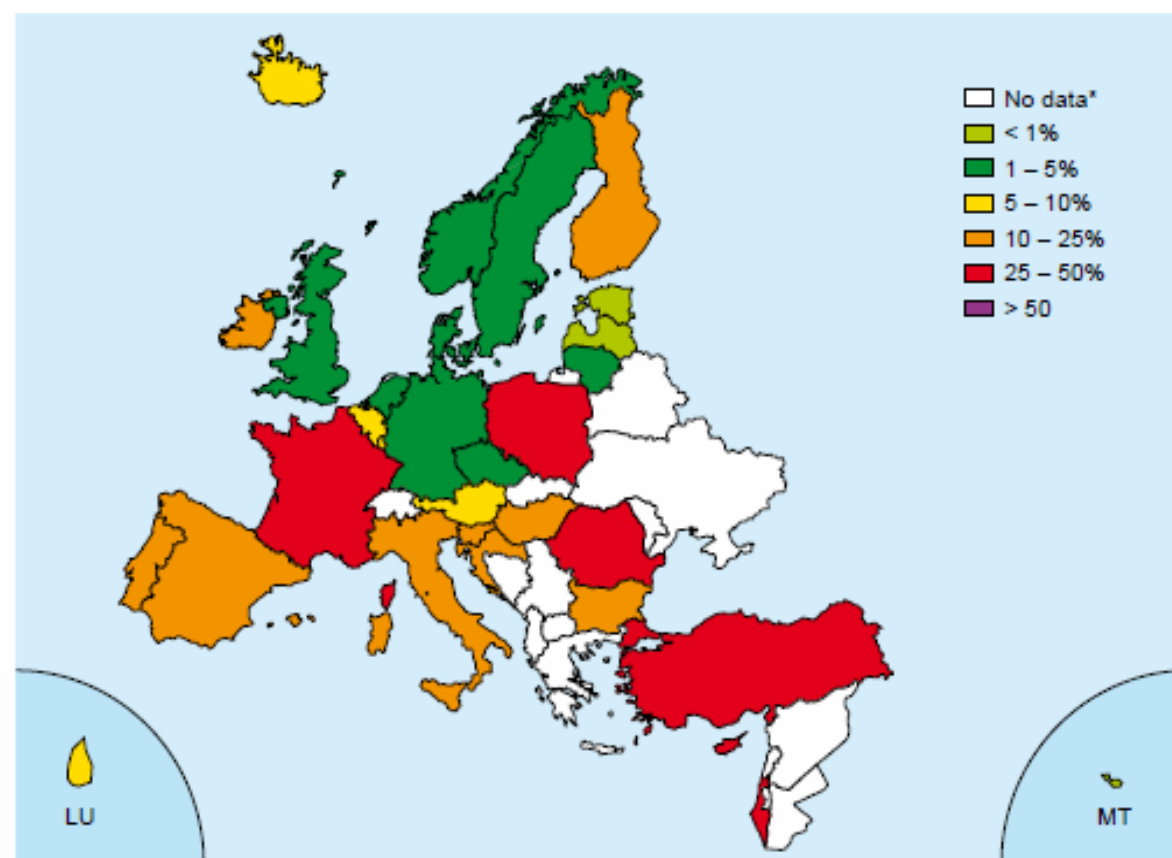 No data*
< 1%
1 – 5%
5 – 10%
10 – 25%
25 – 50%
> 50
LU
MT